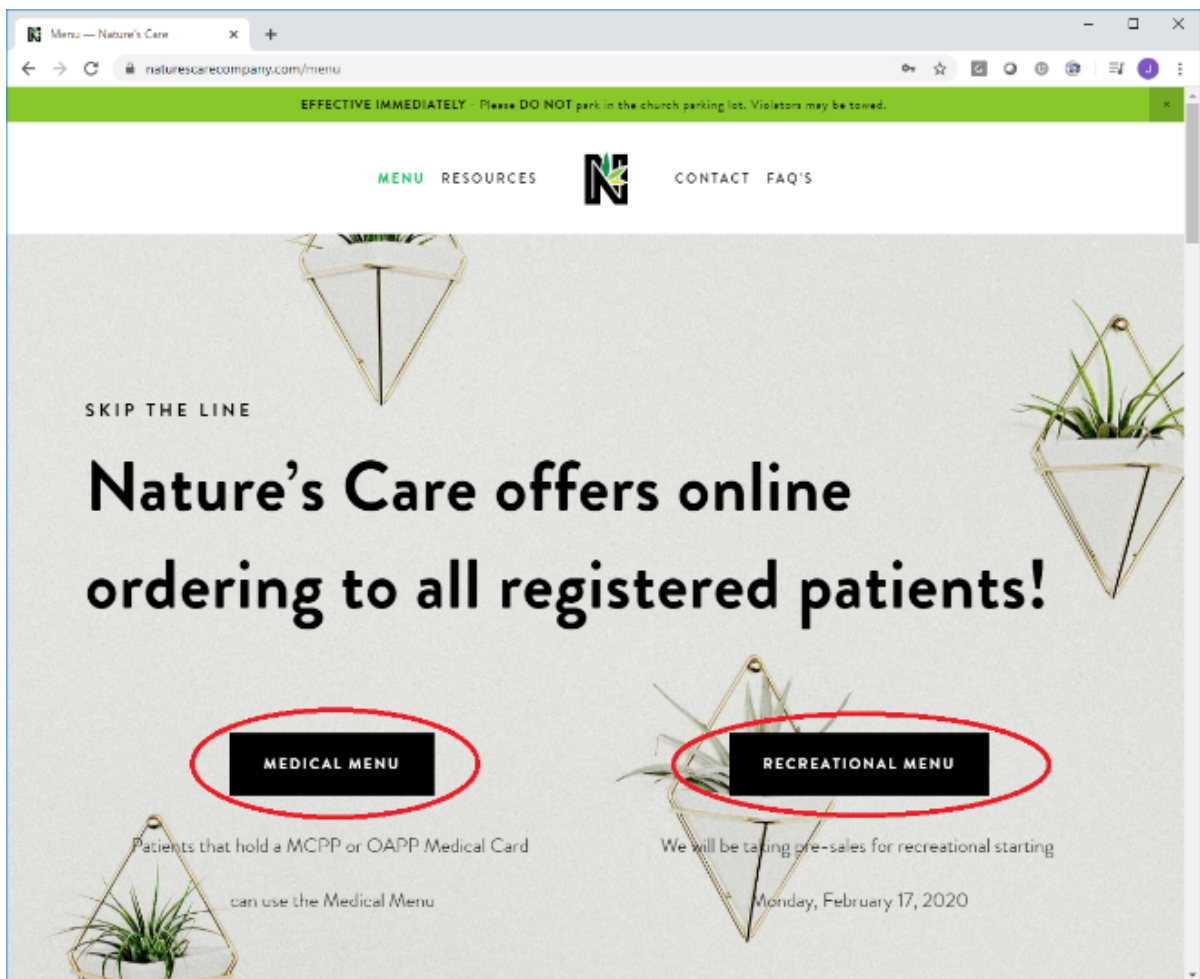 Menu — Nature's Care
naturescarecompany.com/menu
J
EFFECTIVE IMMEDIATELY - Please DO NOT park in the church parking lot. Violators may be towed.
MENU RESOURCES N CONTACT FAQ'S
SKIP THE LINE
Nature's Care offers online
ordering to all registered patients!
MEDICAL MENU RECREATIONAL MENU
Patients that hold a MCPP or OAPP Medical Card We will be taking pre-sales for recreational starting
can use the Medical Menu Monday, February 17, 2020